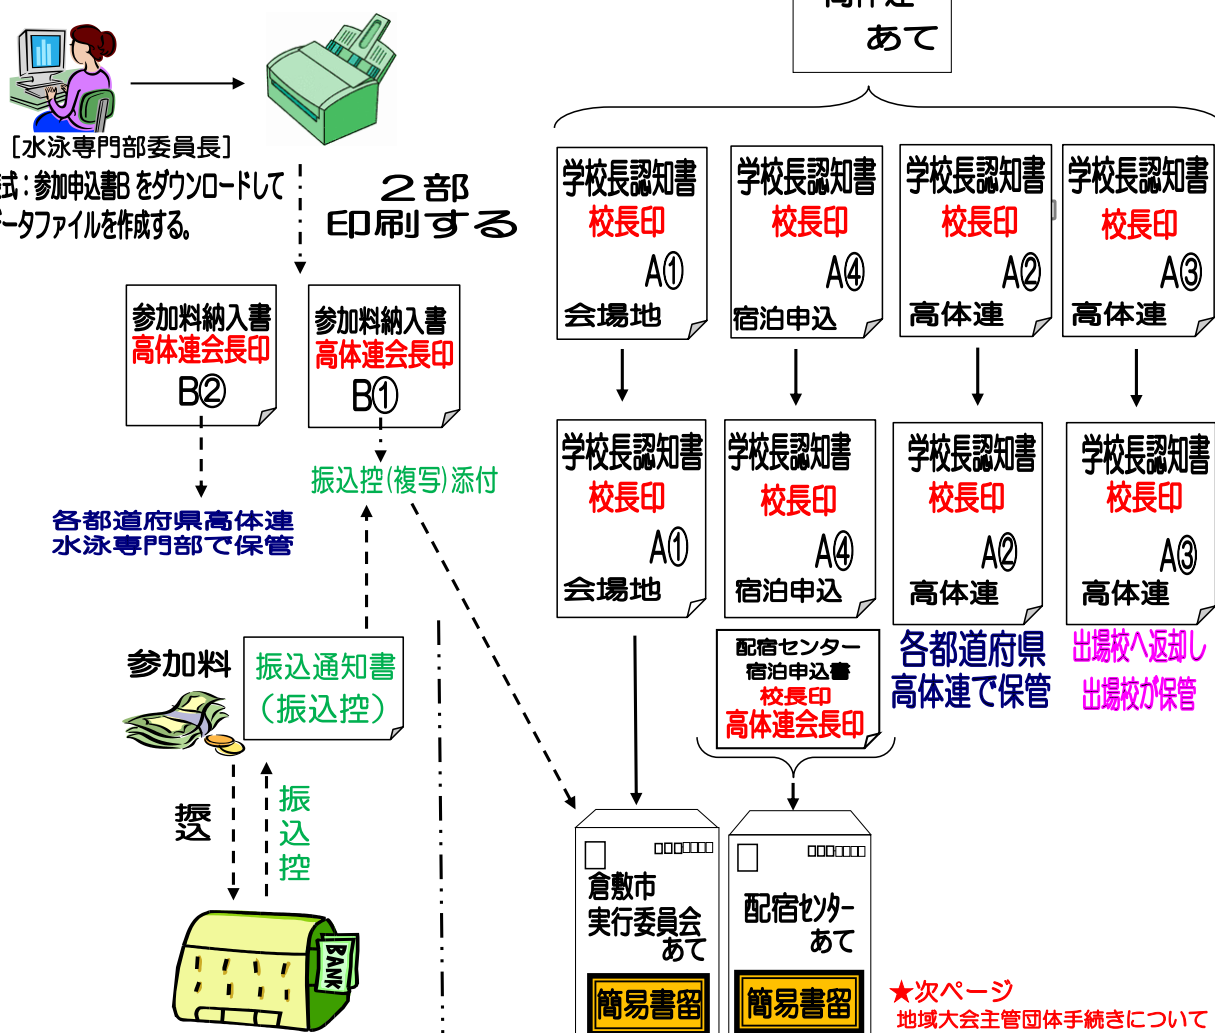 あて
[水泳専門部委員長]
式：参加申込書B をダウンロードして
データファイルを作成する。
２部
印刷する
参加料納入書
高体連会長印
B②
参加料納入書
高体連会長印
B①
振込控(複写)添付
各都道府県高体連
水泳専門部で保管
参加料
振込通知書
（振込控）
振込
振込控
BANK
学校長認知書
校長印
A①
会場地
学校長認知書
校長印
A④
宿泊申込
学校長認知書
校長印
A②
高体連
学校長認知書
校長印
A③
高体連
学校長認知書
校長印
A①
会場地
学校長認知書
校長印
A④
宿泊申込
学校長認知書
校長印
A②
高体連
学校長認知書
校長印
A③
高体連
配宿センター
宿泊申込書
校長印
高体連会長印
各都道府県
高体連で保管
出場校へ返却し
出場校が保管
倉敷市
実行委員会
あて
簡易書留
配宿センター
あて
簡易書留
★次ページ
地域大会主管団体手続きについて